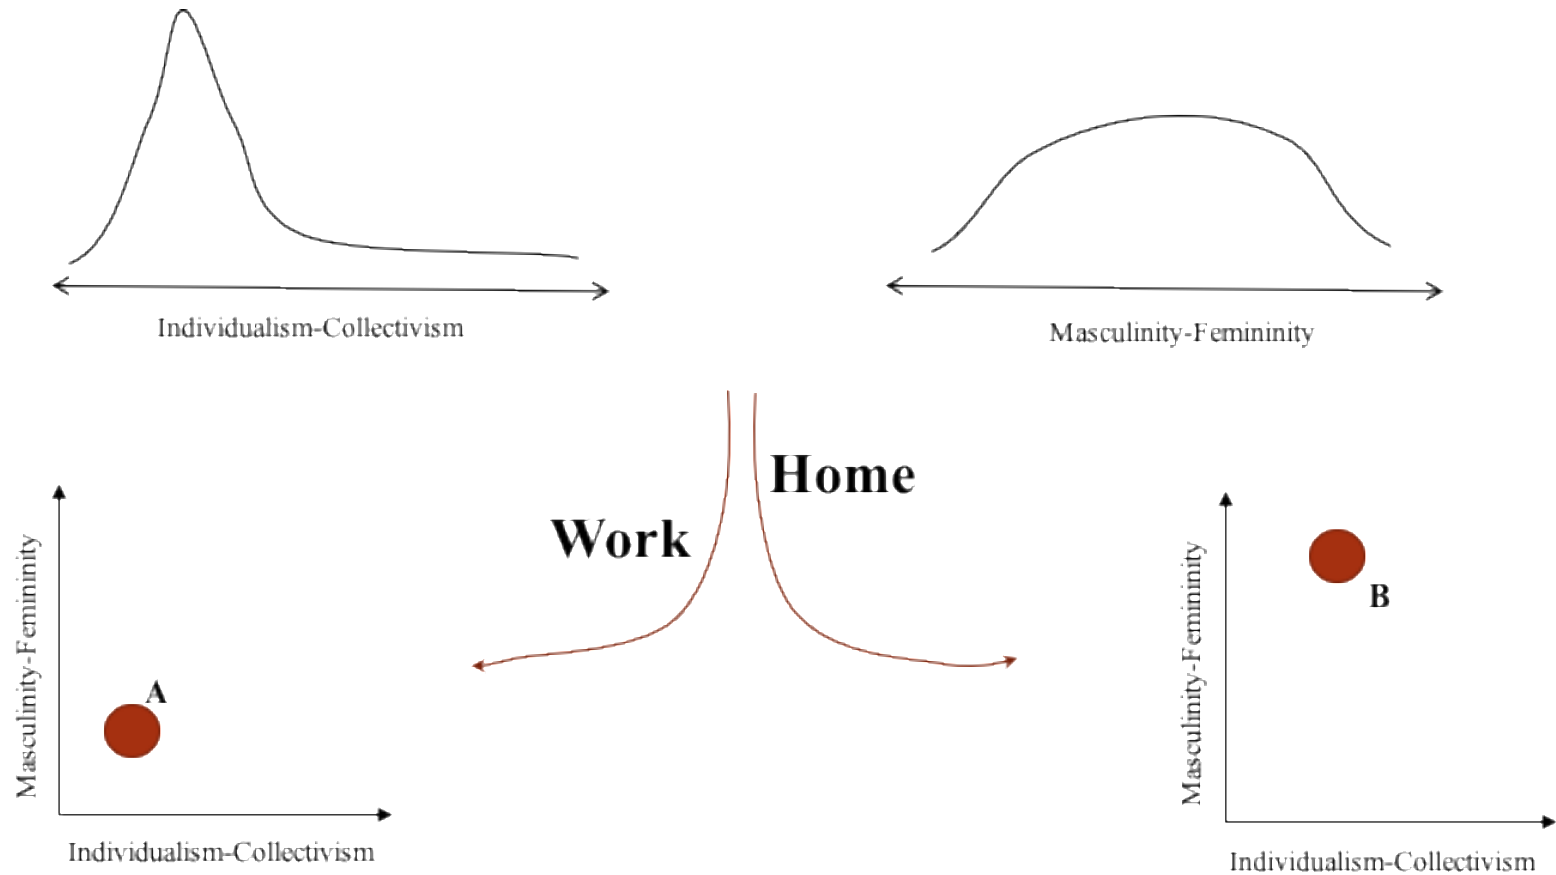 Individualism-Collectivism
Masculinity-Femininity
Home
Work
Masculinity-Femininity
A
Individualism-Collectivism
Masculinity-Femininity
B
Individualism-Collectivism